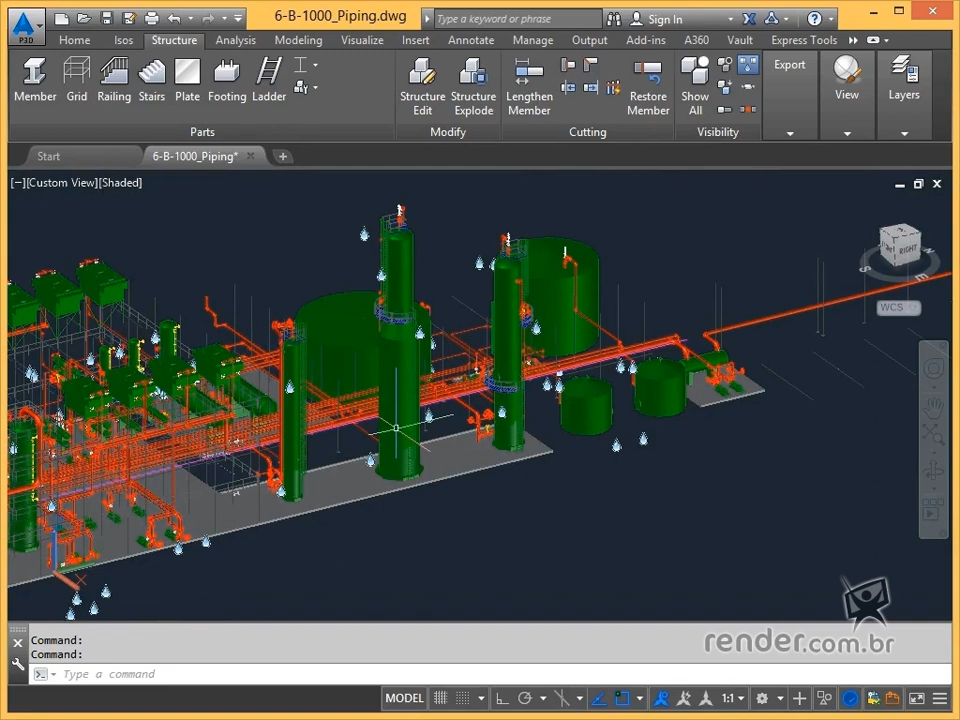 6-B-1000_Piping.dwg
Type a keyword or phrase
Sign In
P3D
Home Isos Structure Analysis Modeling Visualize Insert Annotate Manage Output Add-ins A360 Vault Express Tools
Member Grid Railing Stairs Plate Footing Ladder
Structure Edit
Structure Explode
Lengthen Member
Restore Member
Show All
Export
View
Layers
Parts Modify Cutting Visibility
Start
6-B-1000_Piping*
[−][Custom View][Shaded]
RIGHT
S
E
WCS
render.com.br
Command:
Command:
Type a command
MODEL
1:1